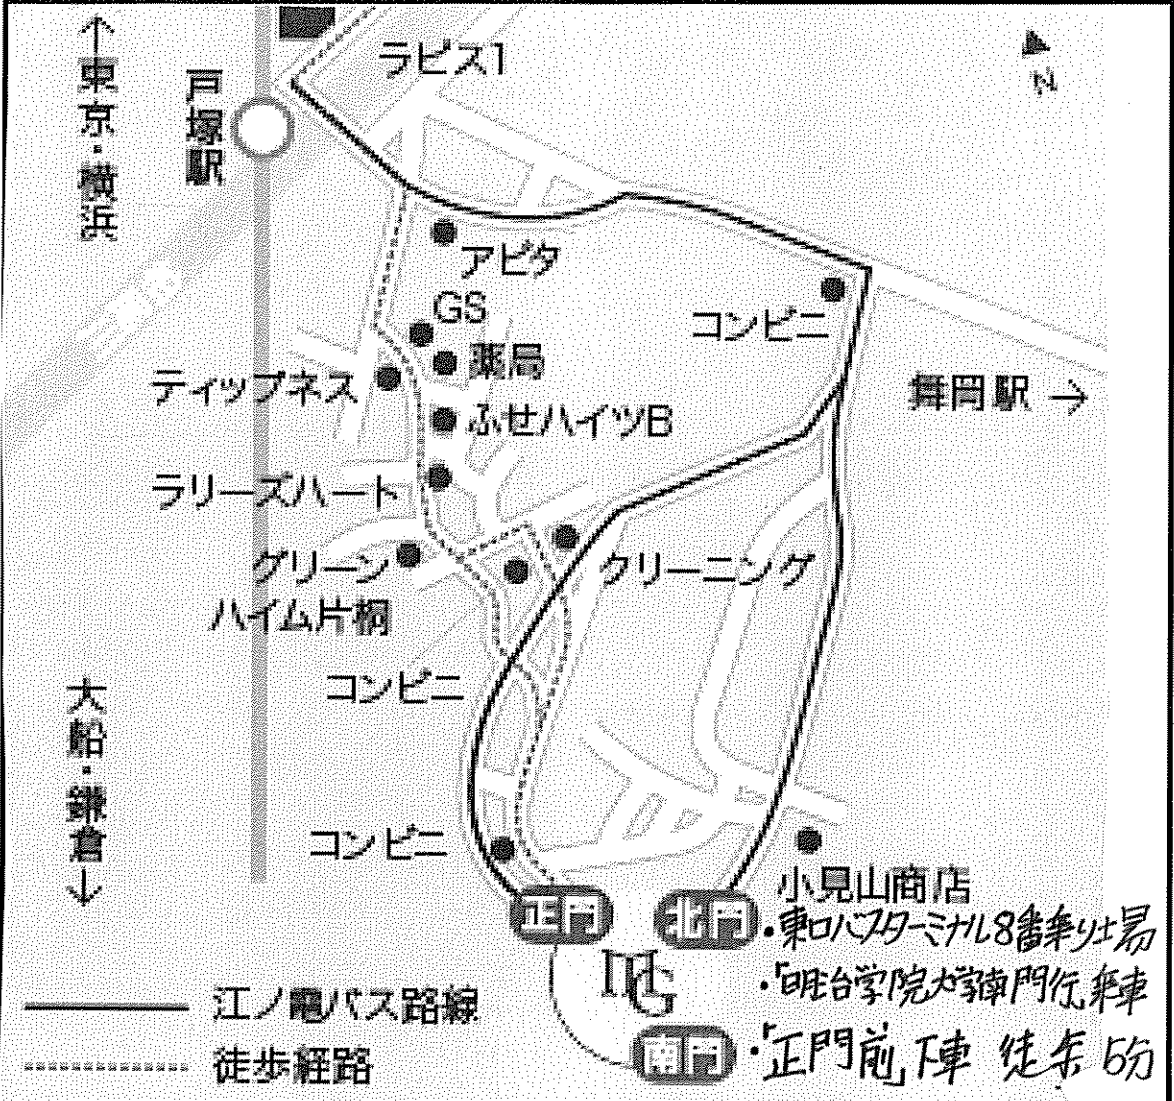 ラピス1
↑東京・横浜
戸塚駅
N
アピタ
GS
コンビニ
薬局
ティップネス
舞岡駅 →
ふせハイツB
ラリーズハート
グリーン
ハイム片桐
クリーニング
コンビニ
大船・鎌倉↓
コンビニ
小見山商店
正門
北門
・東口バスターミナル8番乗り場
MG
・「明治学院大学南門行」乗車
江ノ電バス路線
南門
・「正門前」下車 徒歩5分
徒歩経路